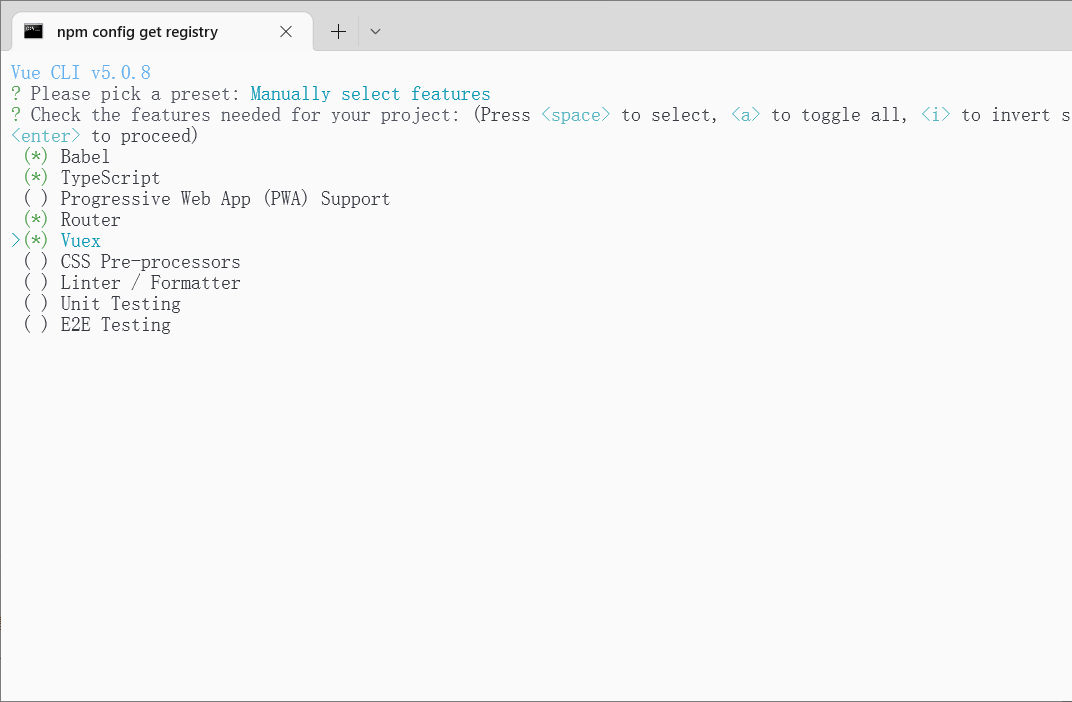 npm config get registry
Vue CLI v5.0.8
? Please pick a preset: Manually select features
? Check the features needed for your project: (Press <space> to select, <a> to toggle all, <i> to invert s
<enter> to proceed)
(*) Babel
(*) TypeScript
( ) Progressive Web App (PWA) Support
(*) Router
>(*) Vuex
( ) CSS Pre-processors
( ) Linter / Formatter
( ) Unit Testing
( ) E2E Testing